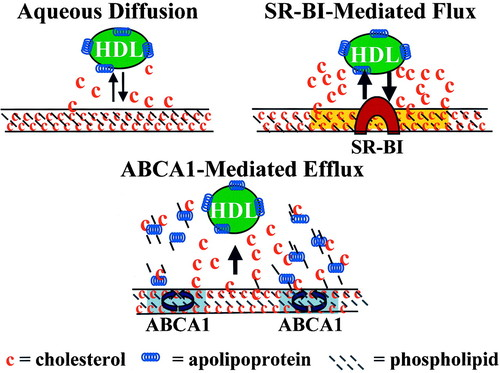 Aqueous Diffusion
HDL
SR-BI-Mediated Flux
HDL
SR-BI
ABCA1-Mediated Efflux
HDL
ABCA1
ABCA1
c = cholesterol
= apolipoprotein
= phospholipid